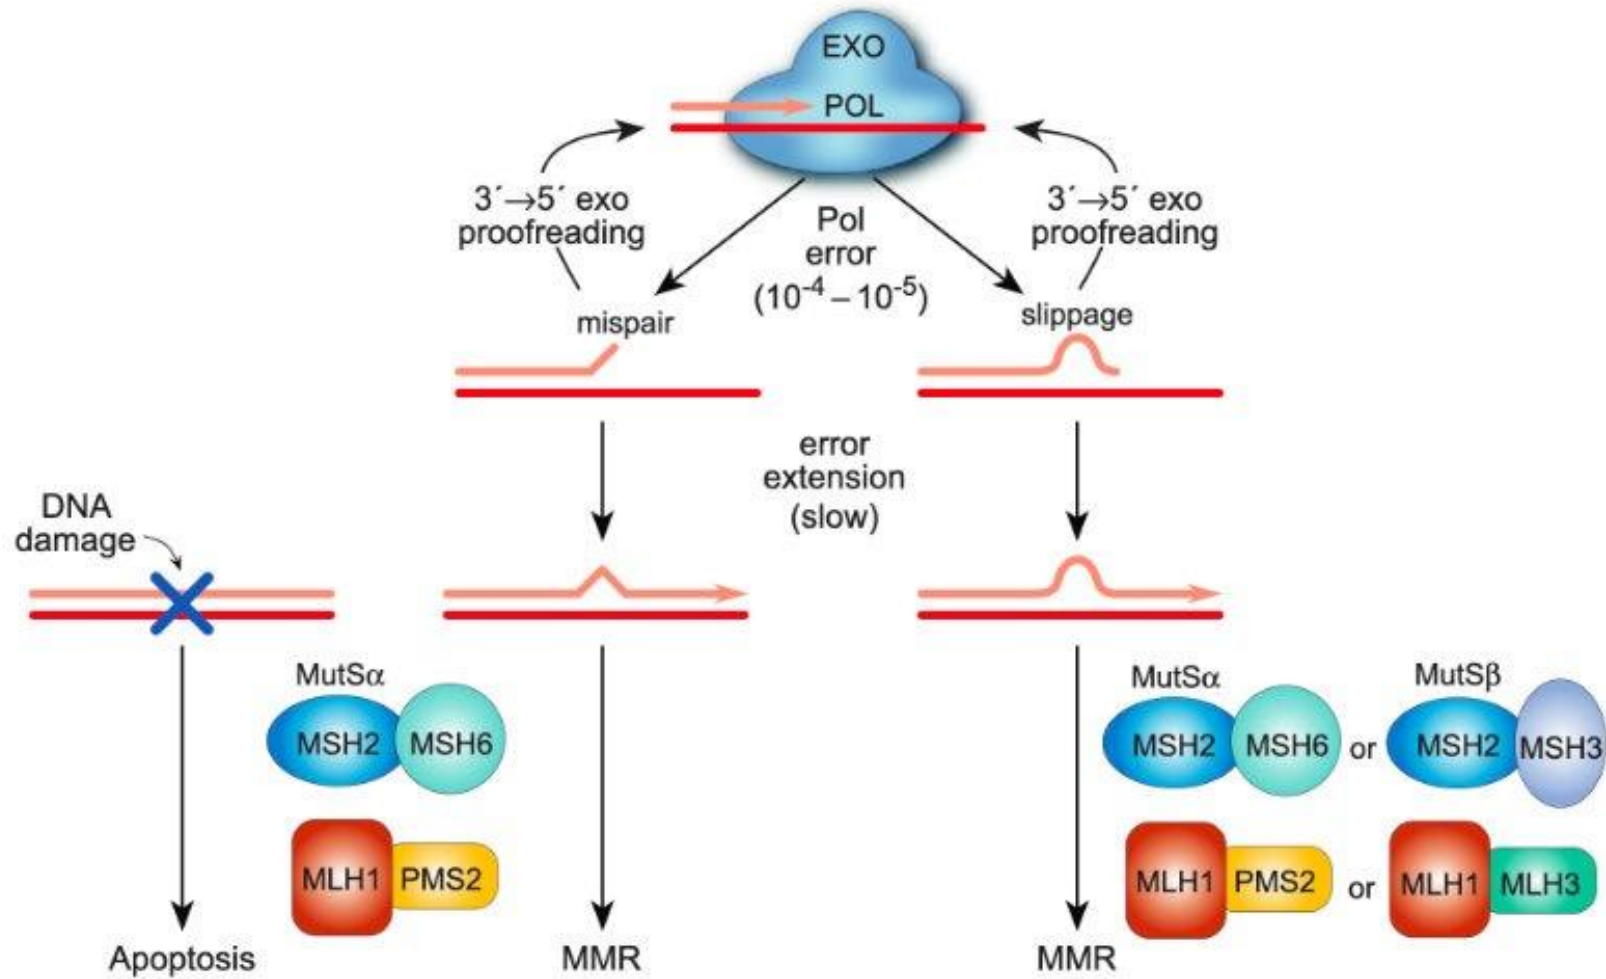 EXO
POL
3´→5´ exo
proofreading
Pol
error
(10-4 – 10-5)
3´→5´ exo
proofreading
mispair
slippage
error
extension
(slow)
DNA
damage
MutSα
MSH2 MSH6
MLH1 PMS2
MutSα
MutSβ
MSH2 MSH6 or MSH2 MSH3
MLH1 PMS2 or MLH1 MLH3
Apoptosis
MMR
MMR